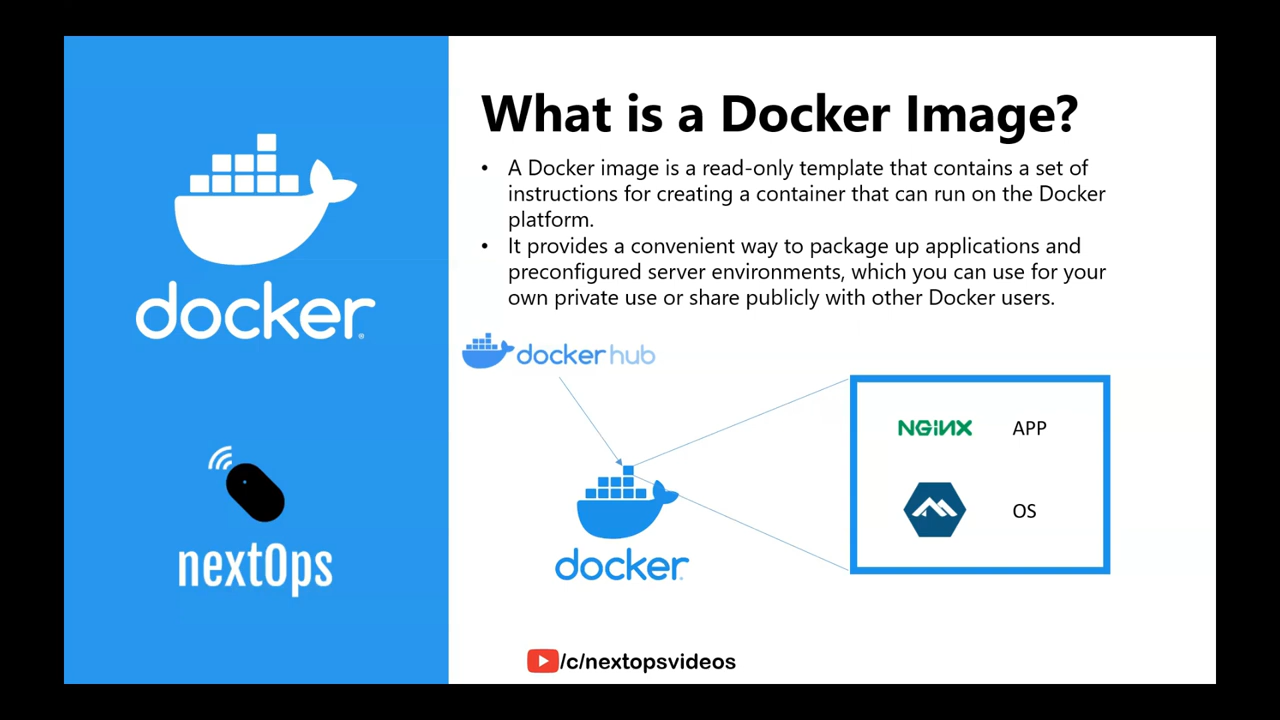 What is a Docker Image?
• A Docker image is a read-only template that contains a set of
instructions for creating a container that can run on the Docker
platform.
• It provides a convenient way to package up applications and
preconfigured server environments, which you can use for your
own private use or share publicly with other Docker users.
docker
nextOps
docker hub
NGiNX APP
OS
docker
/c/nextopsvideos